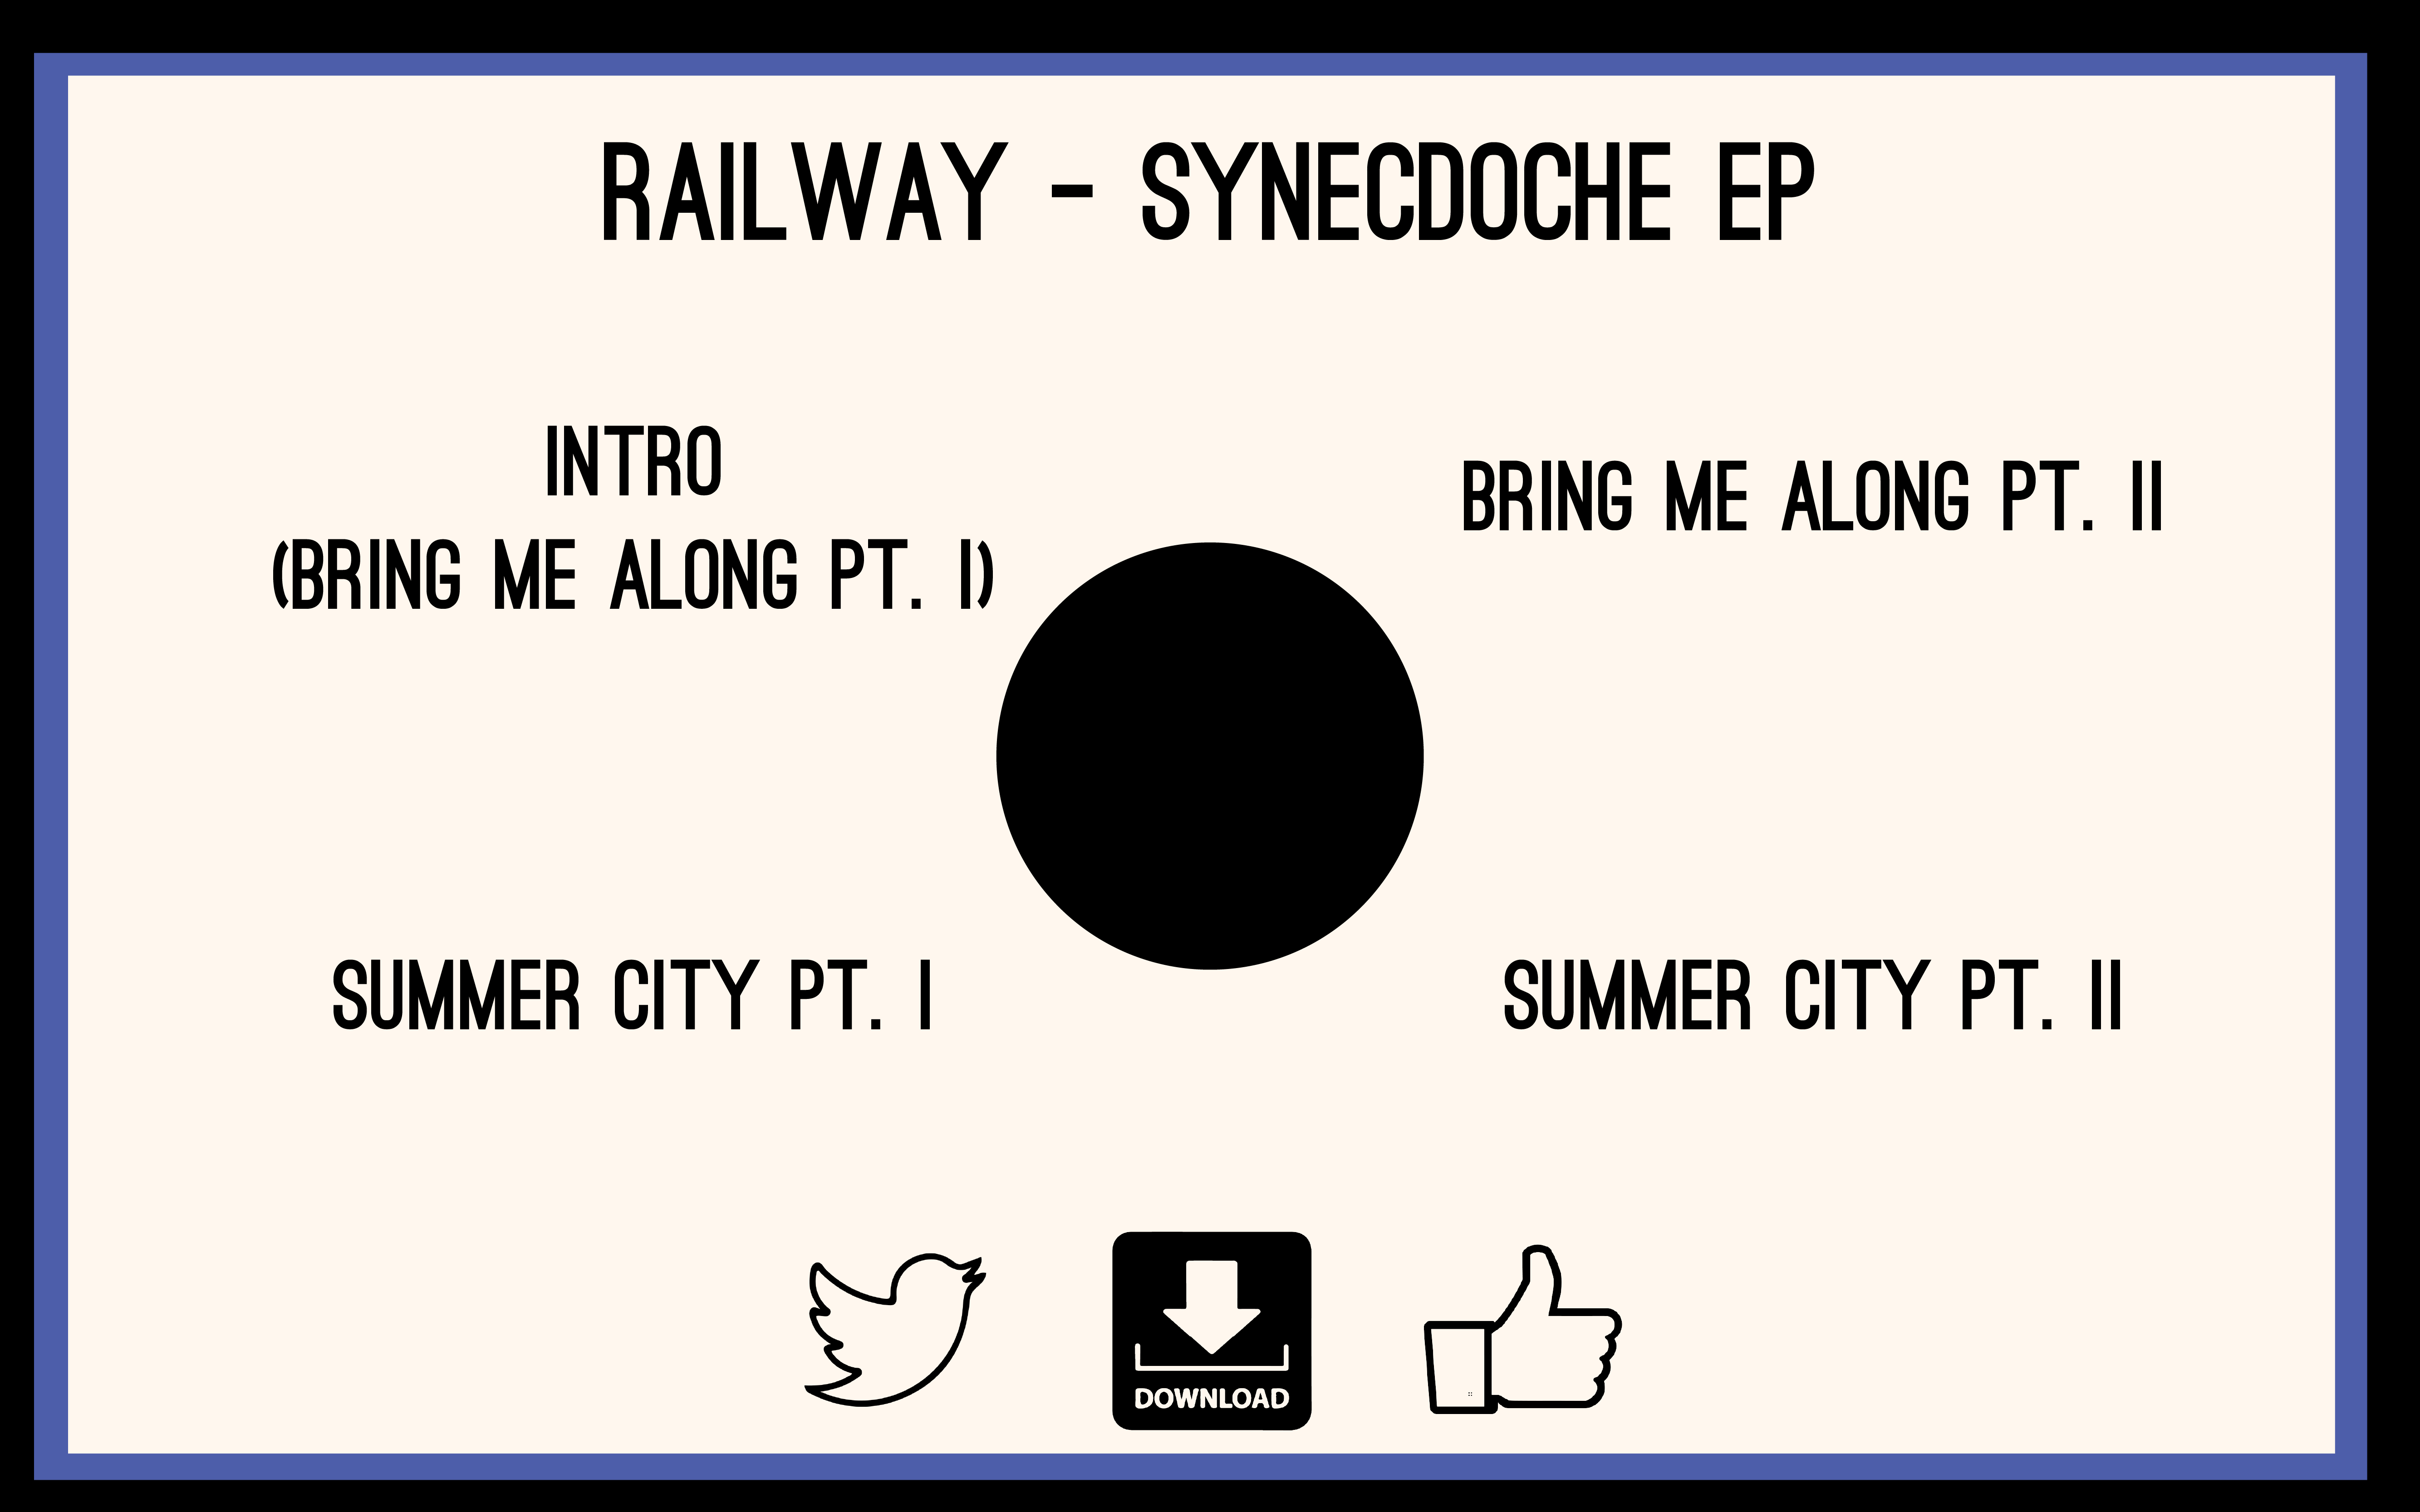 RAILWAY - SYNECDOCHE EP
INTRO
(BRING ME ALONG PT. I)
BRING ME ALONG PT. II
SUMMER CITY PT. I
SUMMER CITY PT. II
DOWNLOAD